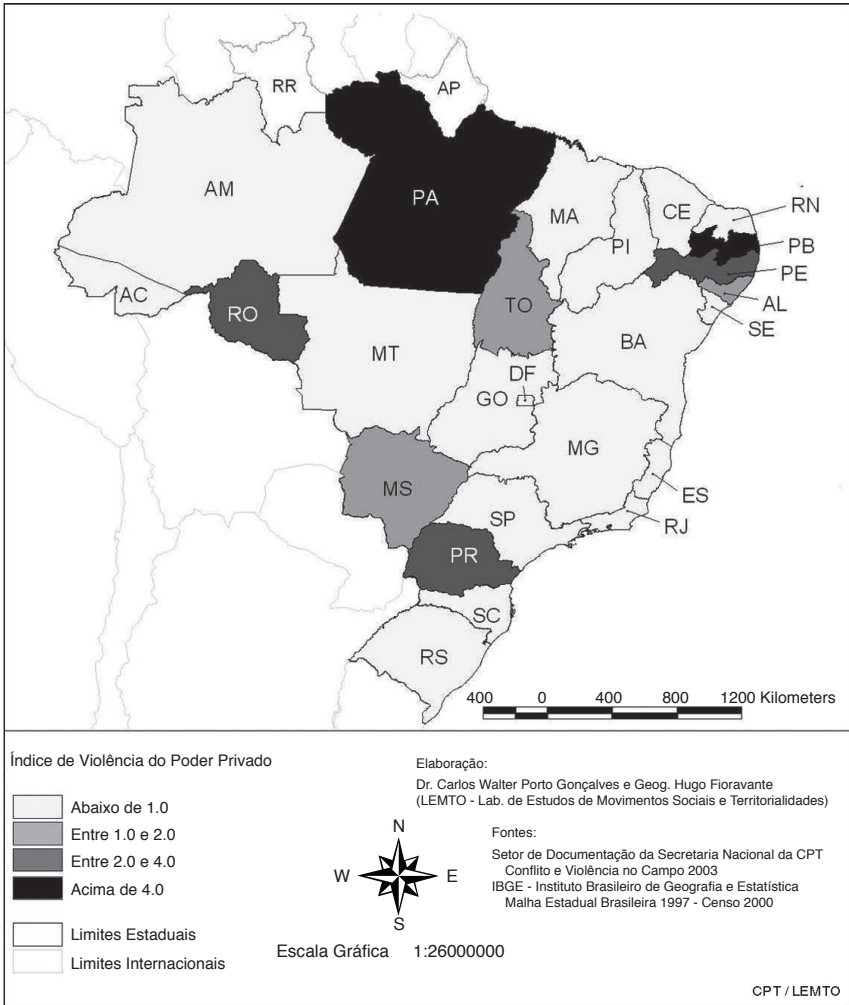 RR
AP
AM
PA
MA
CE
RN
PI
PB
PE
AC
RO
TO
AL
SE
MT
BA
DF
GO
MG
MS
ES
SP
RJ
PR
SC
RS
400 0 400 800 1200 Kilometers
Índice de Violência do Poder Privado
Abaixo de 1.0
Entre 1.0 e 2.0
Entre 2.0 e 4.0
Acima de 4.0
Limites Estaduais
Limites Internacionais
N
W E
S
Escala Gráfica 1:26000000
Elaboração:
Dr. Carlos Walter Porto Gonçalves e Geog. Hugo Fioravante
(LEMTO - Lab. de Estudos de Movimentos Sociais e Territorialidades)
Fontes:
Setor de Documentação da Secretaria Nacional da CPT
Conflito e Violência no Campo 2003
IBGE - Instituto Brasileiro de Geografia e Estatística
Malha Estadual Brasileira 1997 - Censo 2000
CPT / LEMTO